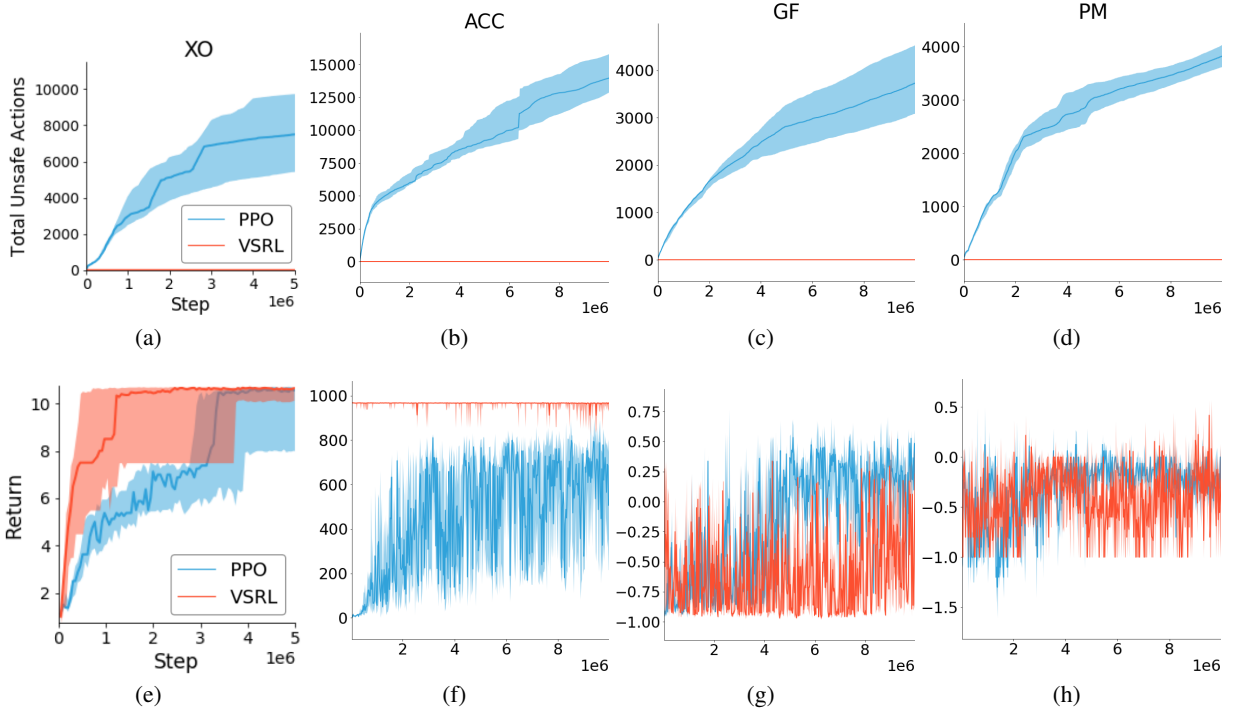 XO
ACC
GF
PM
Total Unsafe Actions
10000
8000
6000
4000
2000
0
PPO
VSRL
0 1 2 3 4 5
Step
1e6
15000
12500
10000
7500
5000
2500
0
0 2 4 6 8
1e6
4000
3000
2000
1000
0
0 2 4 6 8
1e6
4000
3000
2000
1000
0
0 2 4 6 8
1e6
(a) (b) (c) (d)
Return
10
8
6
4
2
PPO
VSRL
0 1 2 3 4 5
Step
1e6
1000
800
600
400
200
0
2 4 6 8
1e6
0.75
0.50
0.25
0.00
−0.25
−0.50
−0.75
−1.00
2 4 6 8
1e6
0.5
0.0
−0.5
−1.0
−1.5
2 4 6 8
1e6
(e) (f) (g) (h)